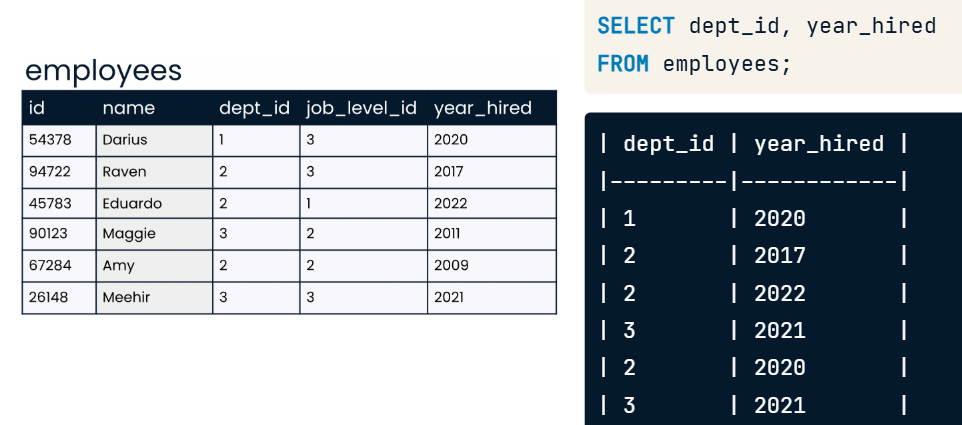 employees
id name dept_id job_level_id year_hired
54378 Darius 1 3 2020
94722 Raven 2 3 2017
45783 Eduardo 2 1 2022
90123 Maggie 3 2 2011
67284 Amy 2 2 2009
26148 Meehir 3 3 2021
SELECT dept_id, year_hired
FROM employees;
| dept_id | year_hired |
|---------|------------|
| 1 | 2020 |
| 2 | 2017 |
| 2 | 2022 |
| 3 | 2021 |
| 2 | 2020 |
| 3 | 2021 |